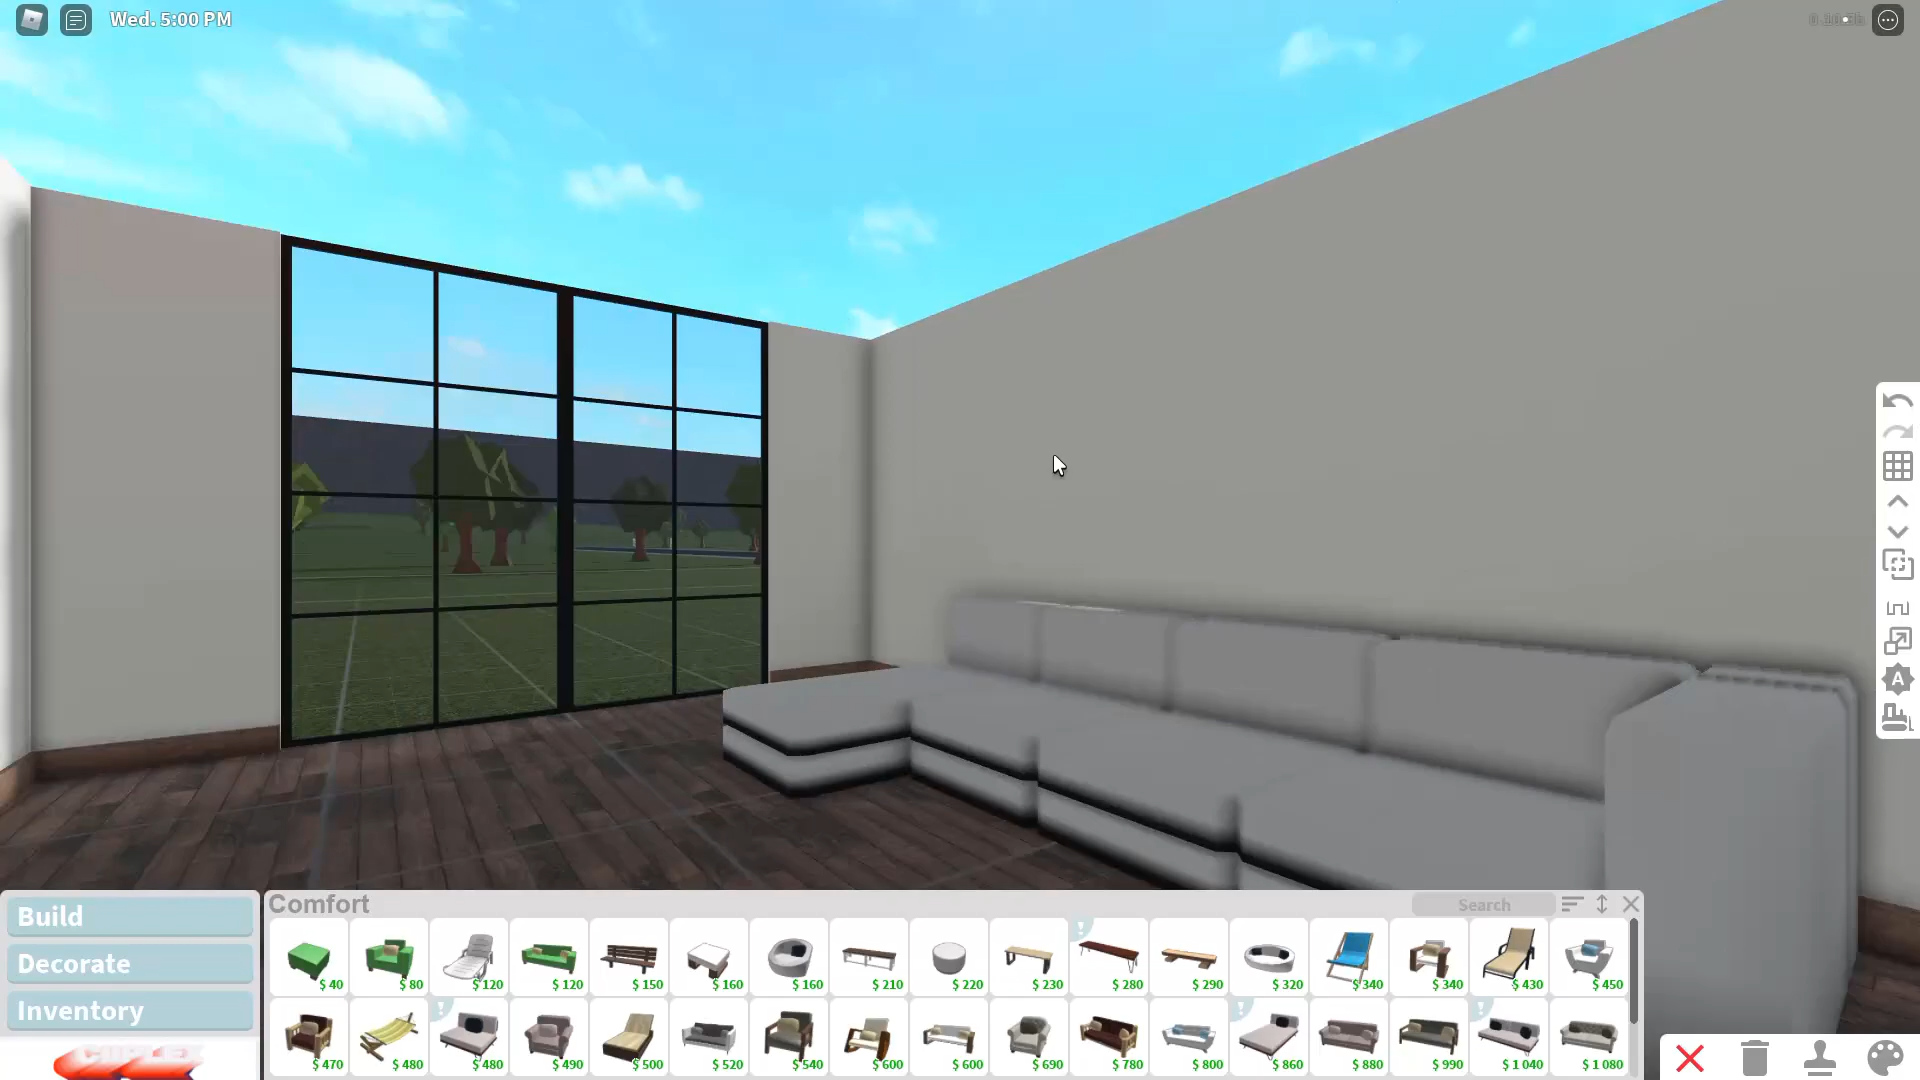 Wed. 5:00 PM
Build
Decorate
Inventory
Comfort
Search
$ 40 $ 80 $ 120 $ 120 $ 150 $ 160 $ 160 $ 210 $ 220 $ 230 $ 280 $ 290 $ 320 $ 340 $ 340 $ 430 $ 450
$ 470 $ 480 $ 480 $ 490 $ 500 $ 520 $ 540 $ 600 $ 600 $ 690 $ 780 $ 800 $ 860 $ 880 $ 990 $ 1 040 $ 1 080
A